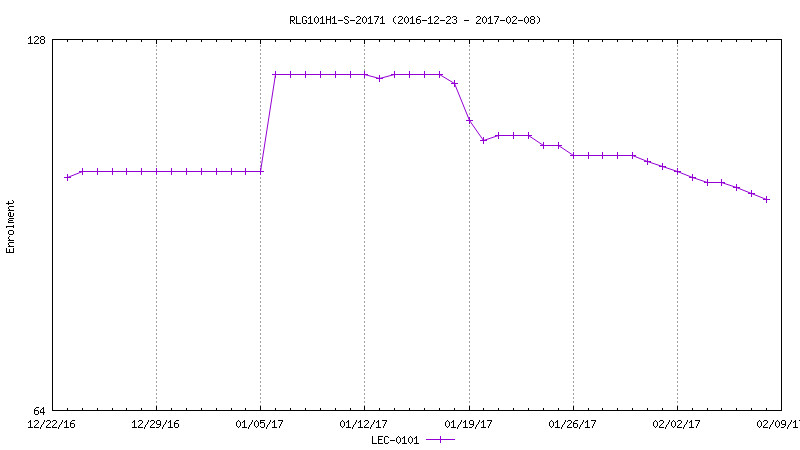 RLG101H1-S-20171 (2016-12-23 - 2017-02-08)
128
Enrolment
64
12/22/16 12/29/16 01/05/17 01/12/17 01/19/17 01/26/17 02/02/17 02/09/17
LEC-0101